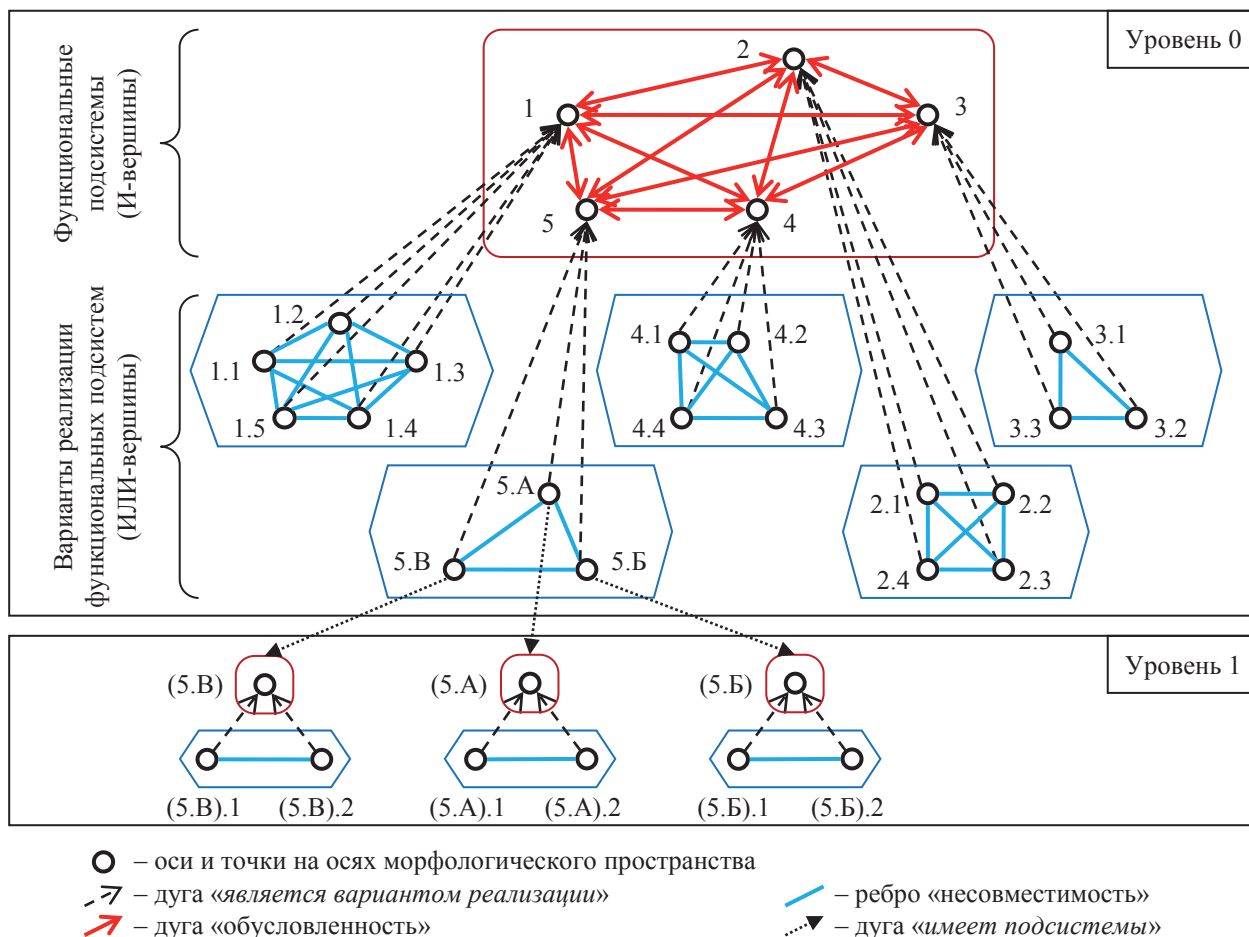 Уровень 0
Функциональные
подсистемы
(И-вершины)
2
1
3
5
4
Варианты реализации
функциональных подсистем
(ИЛИ-вершины)
1.2
1.1
1.3
1.5
1.4
4.1
4.2
4.4
4.3
3.1
3.3
3.2
5.А
5.В
5.Б
2.1
2.2
2.4
2.3
Уровень 1
(5.В)
(5.А)
(5.Б)
(5.В).1
(5.В).2
(5.А).1
(5.А).2
(5.Б).1
(5.Б).2
– оси и точки на осях морфологического пространства
– дуга «является вариантом реализации»
– ребро «несовместимость»
– дуга «обусловленность»
– дуга «имеет подсистемы»